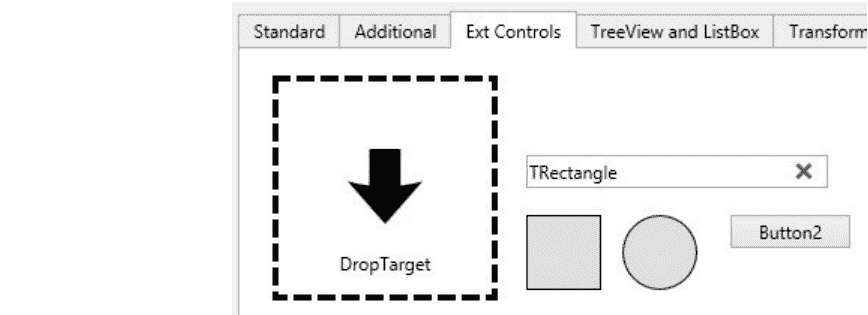 Standard Additional Ext Controls TreeView and ListBox Transform
TRectangle
Button2
DropTarget